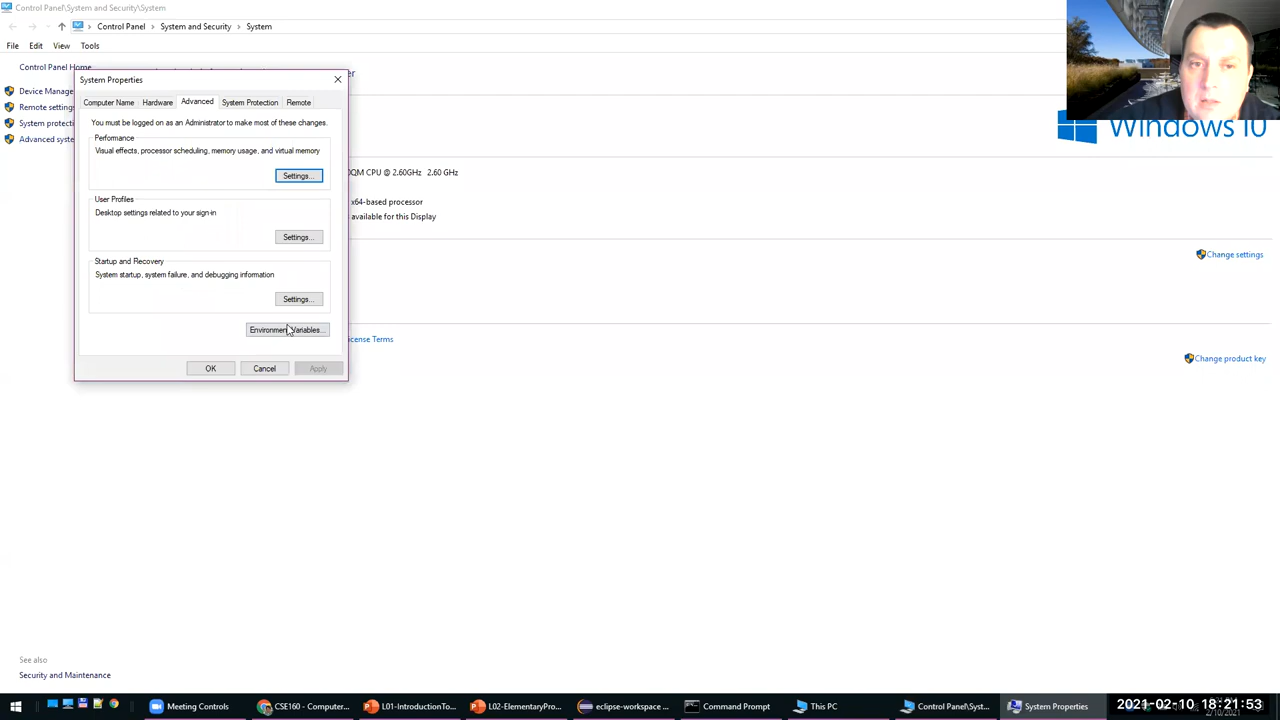 Control Panel\System and Security\System
Control Panel > System and Security > System
File Edit View Tools
Control Panel Home
Device Manage
Remote setting
System protecti
Advanced syste
System Properties
Computer Name Hardware Advanced System Protection Remote
You must be logged on as an Administrator to make most of these changes.
Performance
Visual effects, processor scheduling, memory usage, and virtual memory
Settings...
User Profiles
Desktop settings related to your sign-in
Settings...
Startup and Recovery
System startup, system failure, and debugging information
Settings...
Environment Variables...
OK Cancel Apply
Windows 10
0QM CPU @ 2.60GHz 2.60 GHz
x64-based processor
s available for this Display
Change settings
icense Terms
Change product key
See also
Security and Maintenance
Meeting Controls
CSE160 - Computer...
L01-IntroductionTo...
L02-ElementaryPro...
eclipse-workspace ...
Command Prompt
This PC
Control Panel\Syst...
System Properties
2021-02-10 18:21:53
2/10/2021